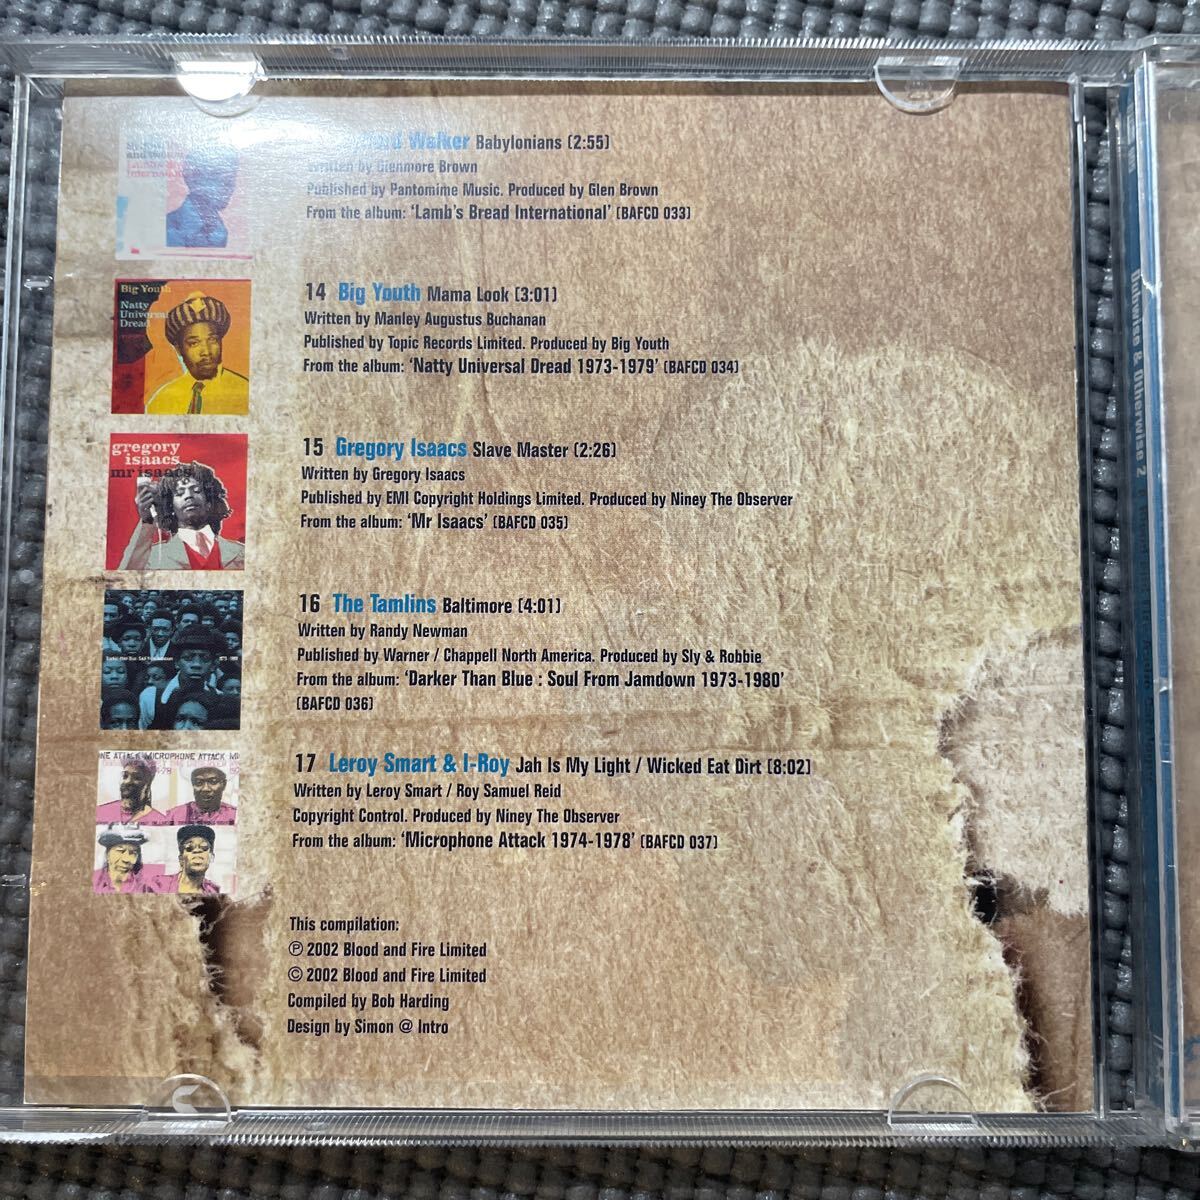 Walker Babylonians (2:55)
Written by Glenmore Brown
Published by Pantomime Music. Produced by Glen Brown
From the album: ‘Lamb's Bread International’ (BAFCD 033)
Big Youth
Natty
Universal
Dread
14 Big Youth Mama Look (3:01)
Written by Manley Augustus Buchanan
Published by Topic Records Limited. Produced by Big Youth
From the album: ‘Natty Universal Dread 1973-1979’ (BAFCD 034)
gregory
isaacs
mr isaacs
15 Gregory Isaacs Slave Master (2:26)
Written by Gregory Isaacs
Published by EMI Copyright Holdings Limited. Produced by Niney The Observer
From the album: ‘Mr Isaacs’ (BAFCD 035)
16 The Tamlins Baltimore (4:01)
Written by Randy Newman
Published by Warner / Chappell North America. Produced by Sly & Robbie
From the album: ‘Darker Than Blue : Soul From Jamdown 1973-1980’
(BAFCD 036)
NE ATTACK MICROPHONE ATTACK MI
17 Leroy Smart & I-Roy Jah Is My Light / Wicked Eat Dirt (8:02)
Written by Leroy Smart / Roy Samuel Reid
Copyright Control. Produced by Niney The Observer
From the album: ‘Microphone Attack 1974-1978’ (BAFCD 037)
This compilation:
℗ 2002 Blood and Fire Limited
© 2002 Blood and Fire Limited
Compiled by Bob Harding
Design by Simon @ Intro
Dubwise & Otherwise 2